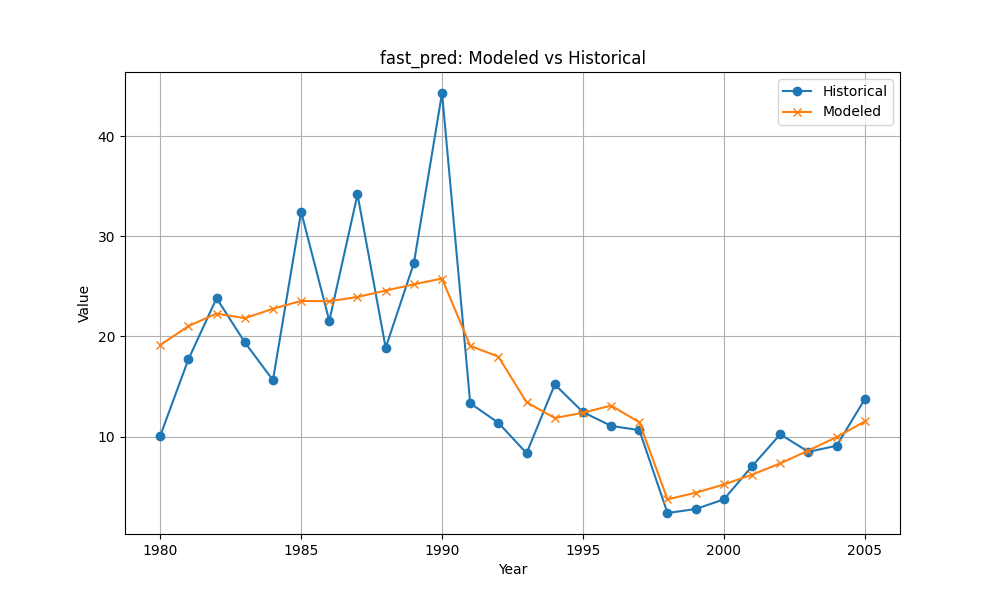 fast_pred: Modeled vs Historical
Historical
Modeled
Value
40
30
20
10
1980
1985
1990
1995
2000
2005
Year